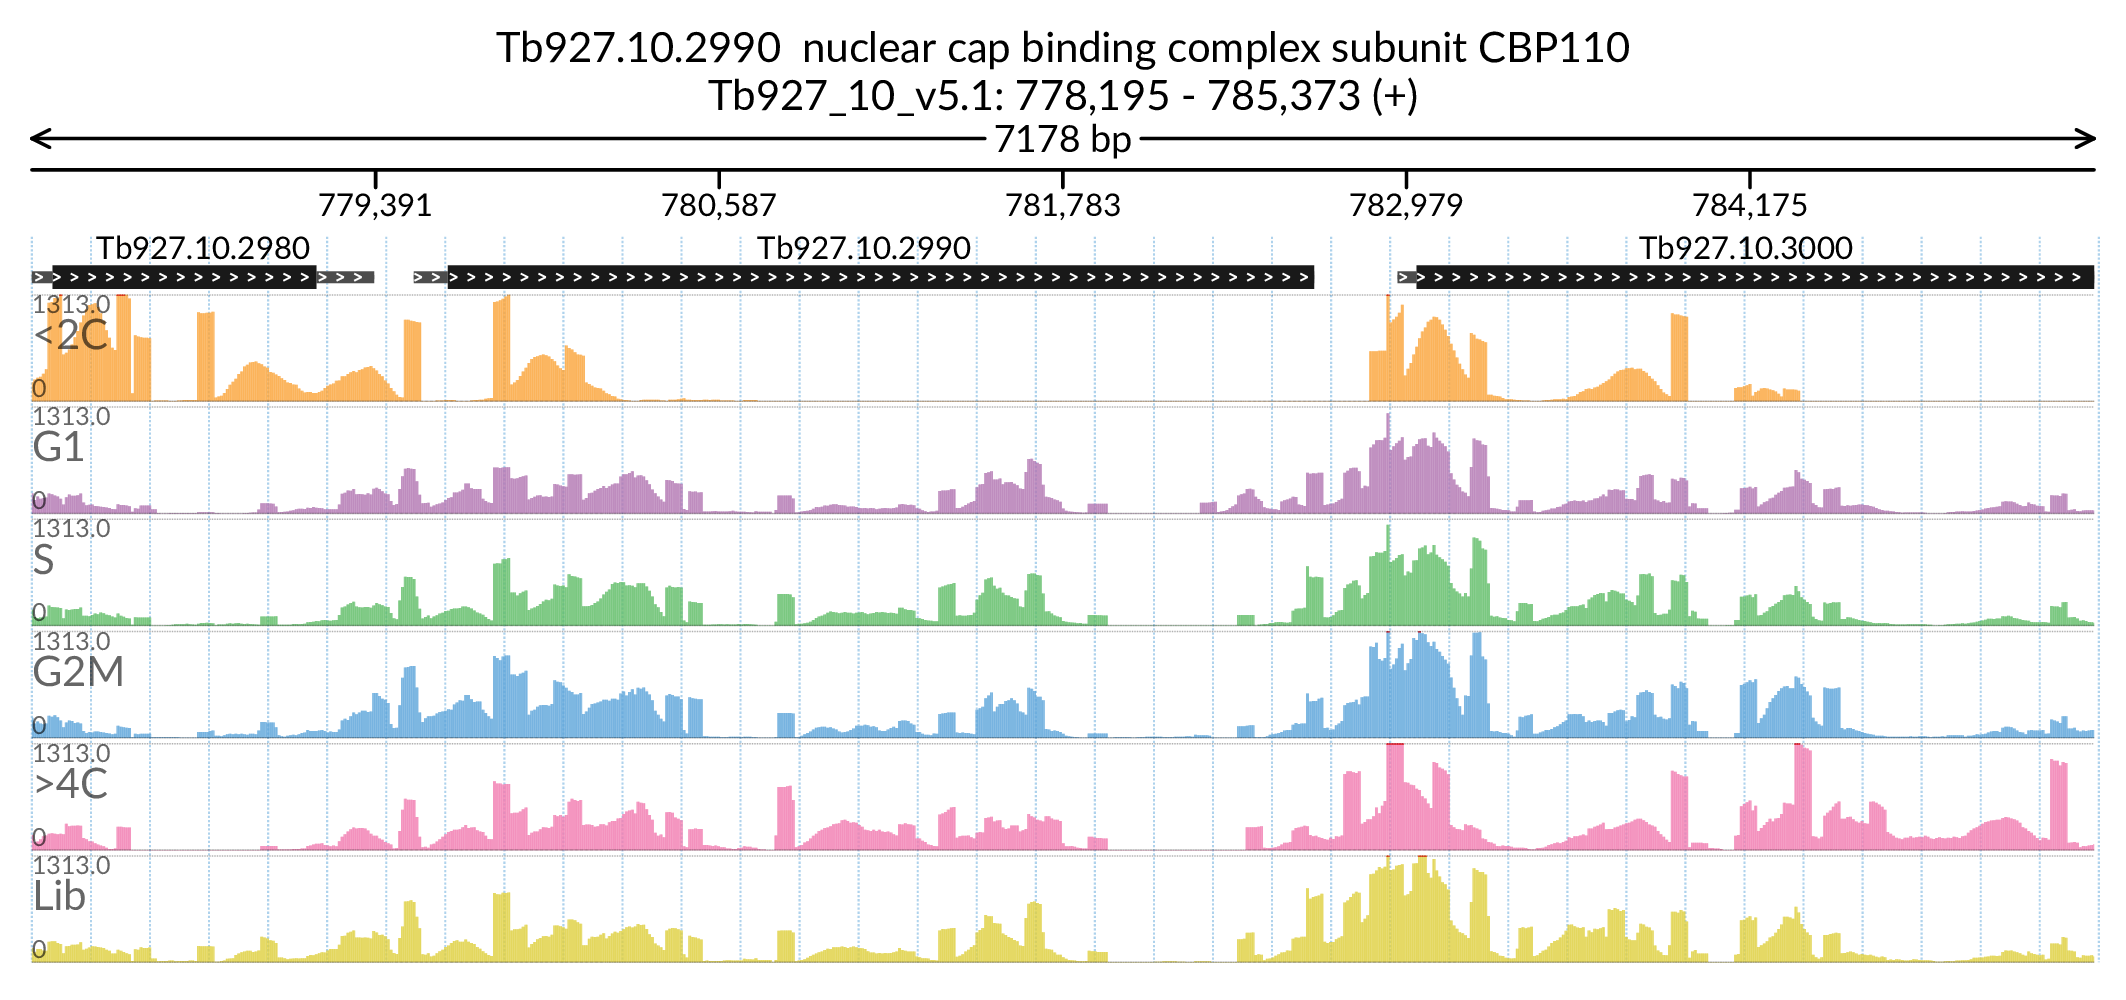 Tb927.10.2990  nuclear cap binding complex subunit CBP110
Tb927_10_v5.1: 778,195 - 785,373 (+)
7178 bp
779,391 780,587 781,783 782,979 784,175
Tb927.10.2980 Tb927.10.2990 Tb927.10.3000
1313.0
<2C
0
1313.0
G1
0
1313.0
S
0
1313.0
G2M
0
1313.0
>4C
0
1313.0
Lib
0